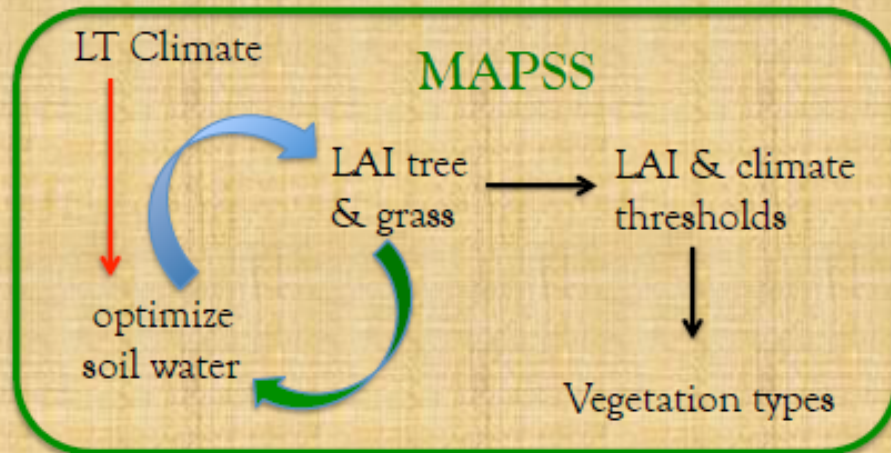 LT Climate
MAPSS
LAI tree
& grass
LAI & climate
thresholds
optimize
soil water
Vegetation types